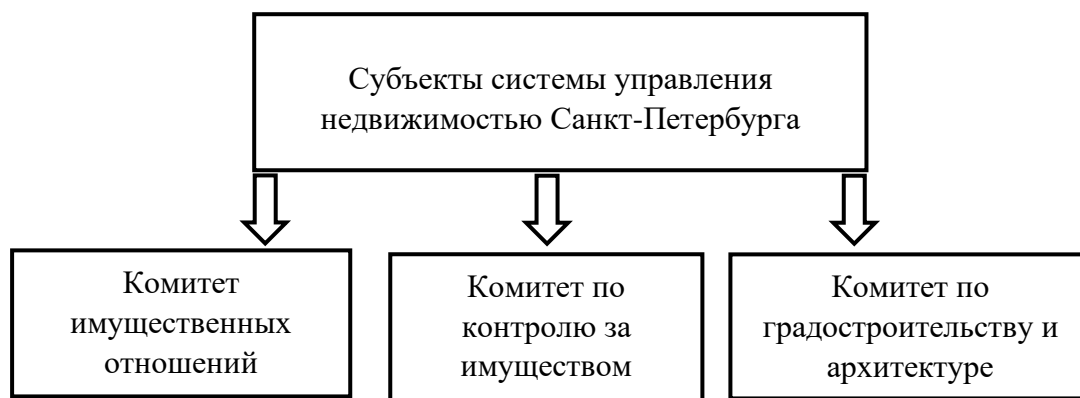 Субъекты системы управления
недвижимостью Санкт-Петербурга
Комитет
имущественных
отношений
Комитет по
контролю за
имуществом
Комитет по
градостроительству и
архитектуре